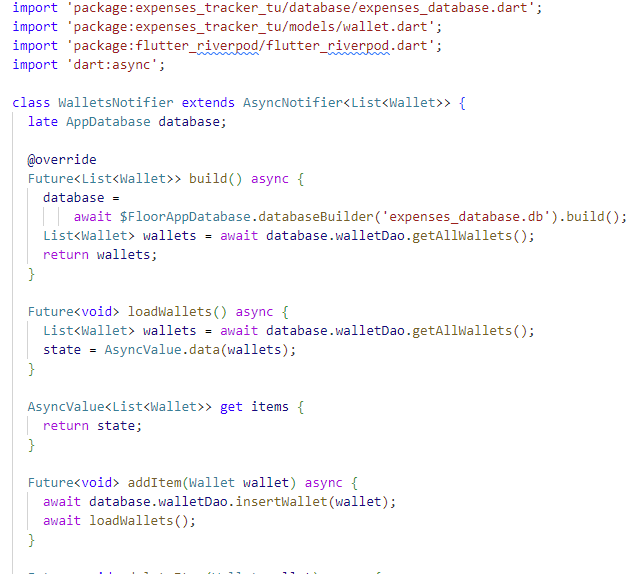 import 'package:expenses_tracker_tu/database/expenses_database.dart';
import 'package:expenses_tracker_tu/models/wallet.dart';
import 'package:flutter_riverpod/flutter_riverpod.dart';
import 'dart:async';

class WalletsNotifier extends AsyncNotifier<List<Wallet>> {
  late AppDatabase database;

  @override
  Future<List<Wallet>> build() async {
    database =
        await $FloorAppDatabase.databaseBuilder('expenses_database.db').build();
    List<Wallet> wallets = await database.walletDao.getAllWallets();
    return wallets;
  }

  Future<void> loadWallets() async {
    List<Wallet> wallets = await database.walletDao.getAllWallets();
    state = AsyncValue.data(wallets);
  }

  AsyncValue<List<Wallet>> get items {
    return state;
  }

  Future<void> addItem(Wallet wallet) async {
    await database.walletDao.insertWallet(wallet);
    await loadWallets();
  }